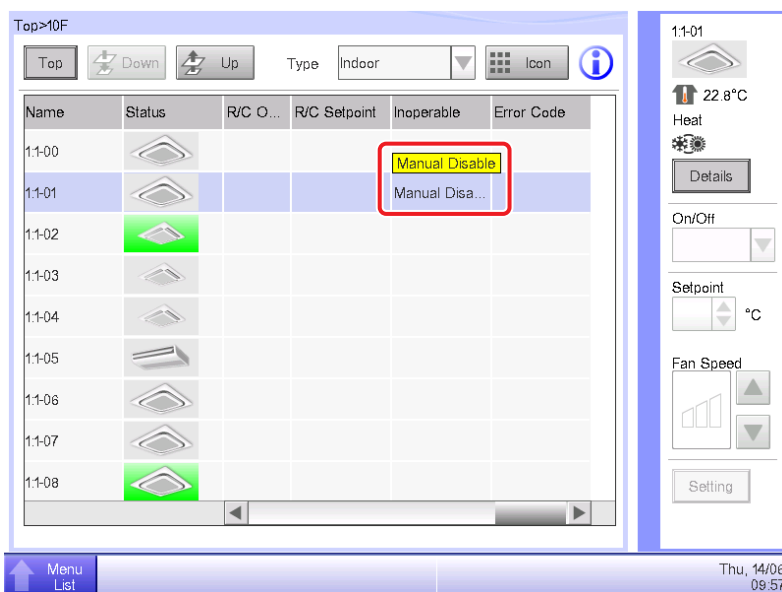 Top>10F
Top Down Up Type Indoor Icon
Name Status R/C O... R/C Setpoint Inoperable Error Code
1:1-00
Manual Disable
1:1-01 Manual Disa...
1:1-02
1:1-03
1:1-04
1:1-05
1:1-06
1:1-07
1:1-08
1:1-01
22.8°C
Heat
Details
On/Off
Setpoint
°C
Fan Speed
Setting
Menu
List
Thu, 14/06
09:57